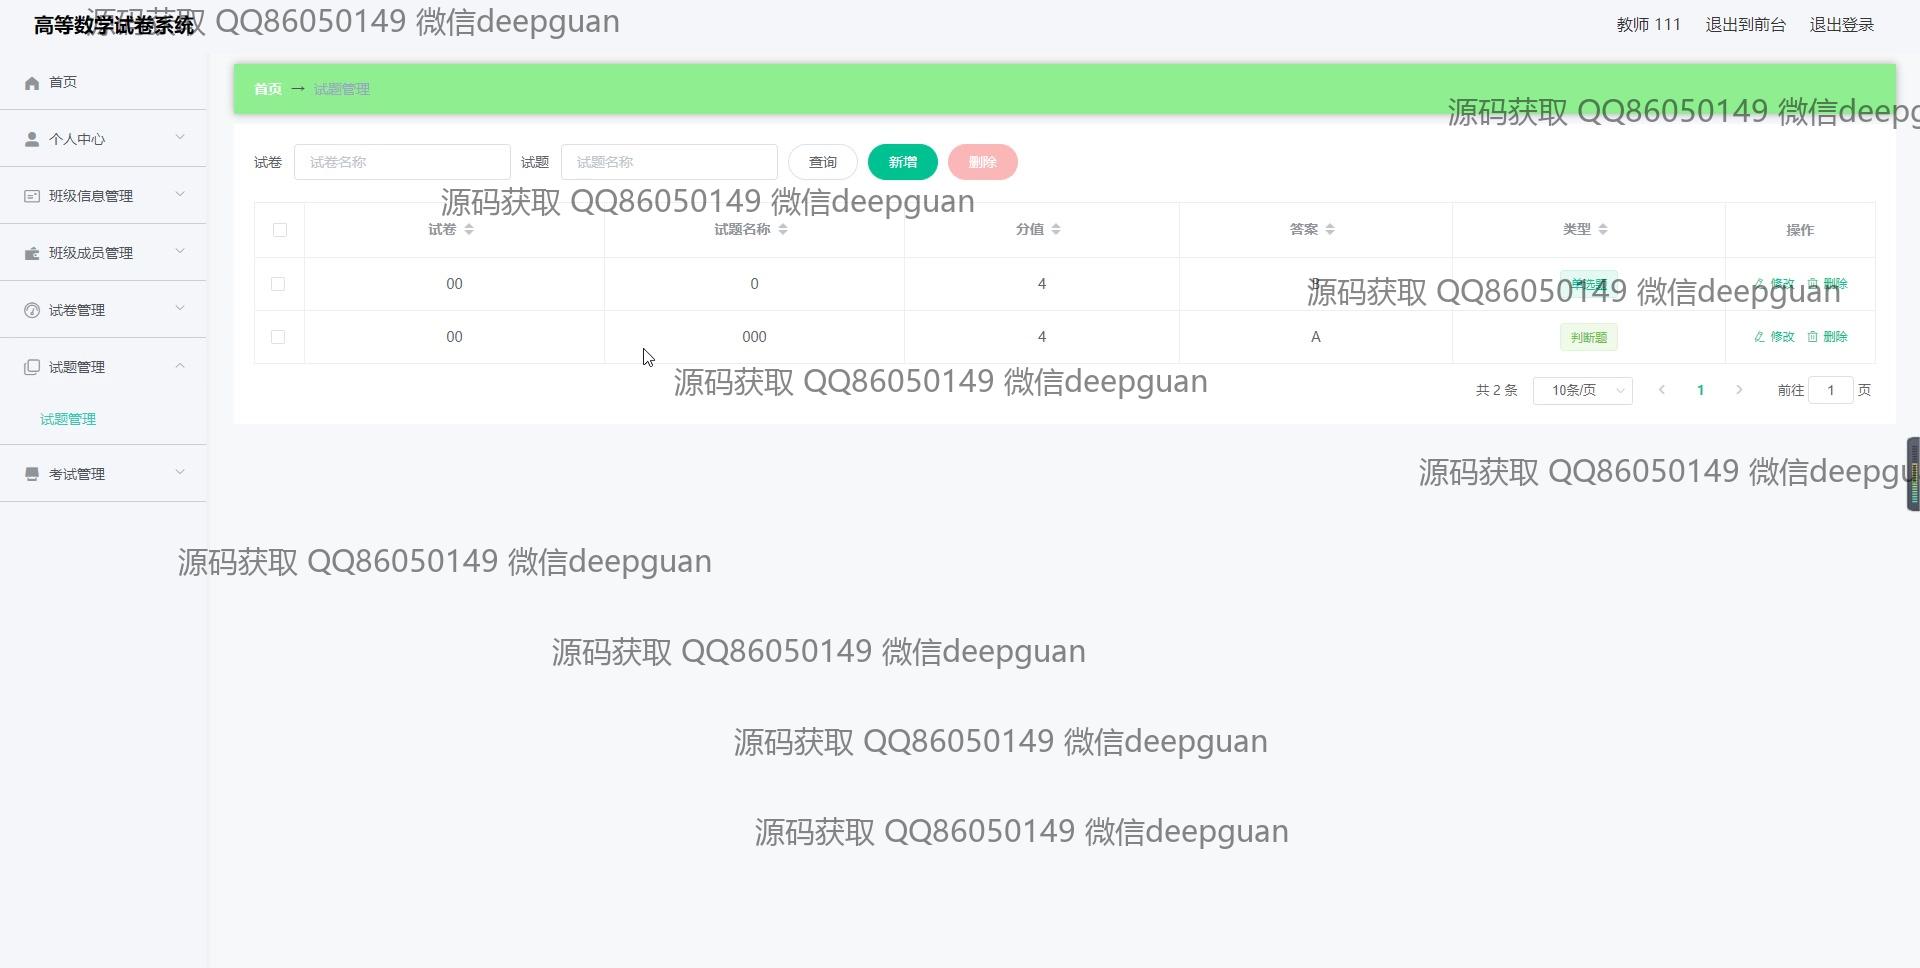 高等数学试卷系统
源码获取 QQ86050149 微信deepguan
教师 111 退出到前台 退出登录
首页
个人中心
班级信息管理
班级成员管理
试卷管理
试题管理
试题管理
考试管理
首页 → 试题管理
源码获取 QQ86050149 微信deepg
试卷 试卷名称 试题 试题名称 查询 新增 删除
源码获取 QQ86050149 微信deepguan
试卷 试题名称 分值 答案 类型 操作
00 0 4 B 单选题 修改 删除
源码获取 QQ86050149 微信deepguan
00 000 4 A 判断题 修改 删除
源码获取 QQ86050149 微信deepguan
共 2 条 10条/页 1 前往 1 页
源码获取 QQ86050149 微信deepgu
源码获取 QQ86050149 微信deepguan
源码获取 QQ86050149 微信deepguan
源码获取 QQ86050149 微信deepguan
源码获取 QQ86050149 微信deepguan